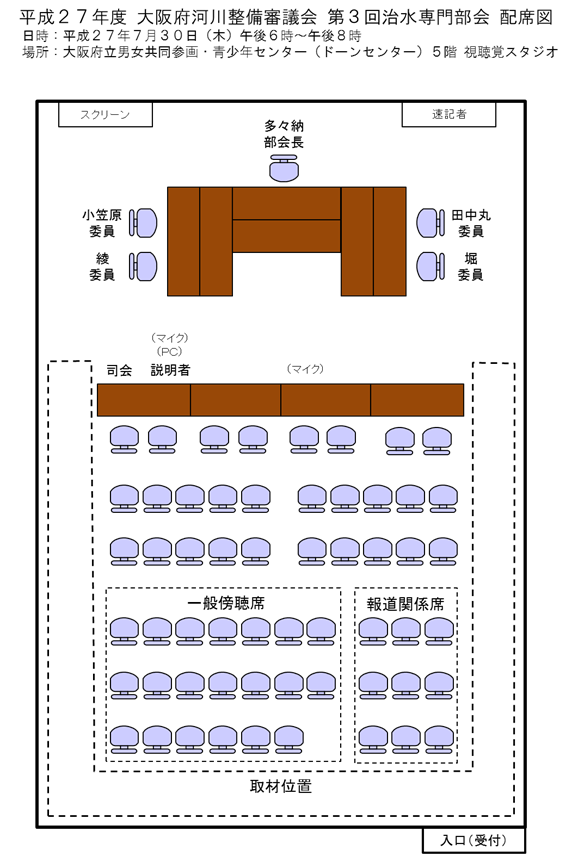 平成２７年度 大阪府河川整備審議会 第３回治水専門部会 配席図
日時：平成２７年７月３０日（木）午後６時～午後８時
場所：大阪府立男女共同参画・青少年センター（ドーンセンター）５階 視聴覚スタジオ
スクリーン
速記者
多々納
部会長
小笠原
委員
田中丸
委員
綾
委員
堀
委員
（マイク）
（PC）
司会
説明者
（マイク）
一般傍聴席
報道関係席
取材位置
入口（受付）